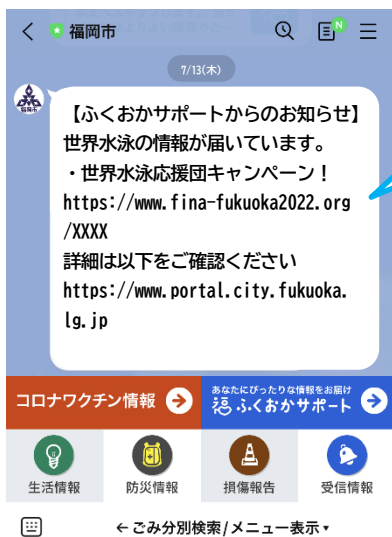 福岡市
N
7/13(木)
福岡市
【ふくおかサポートからのお知らせ】
世界水泳の情報が届いています。
・世界水泳応援団キャンペーン！
https://www.fina-fukuoka2022.org
/XXXX
詳細は以下をご確認ください
https://www.portal.city.fukuoka.
lg.jp
コロナワクチン情報
あなたにぴったりな情報をお届け
ふくおかサポート
生活情報
防災情報
損傷報告
受信情報
←ごみ分別検索/メニュー表示▾